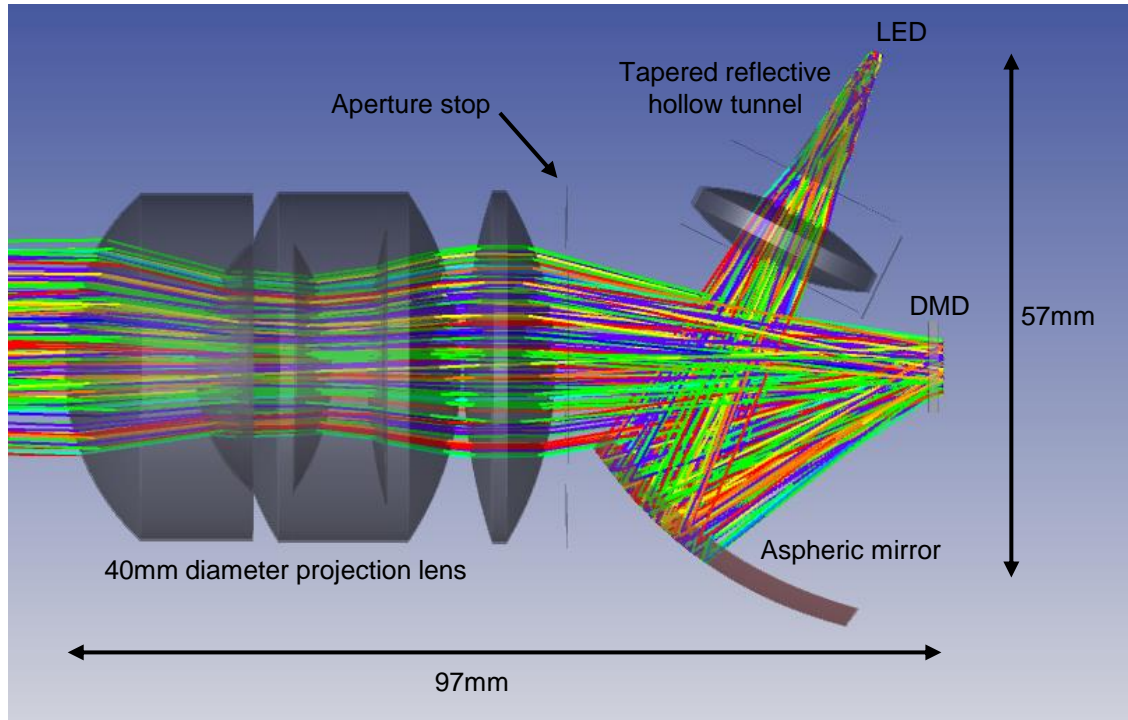 LED
Tapered reflective
hollow tunnel
Aperture stop
DMD
57mm
Aspheric mirror
40mm diameter projection lens
97mm